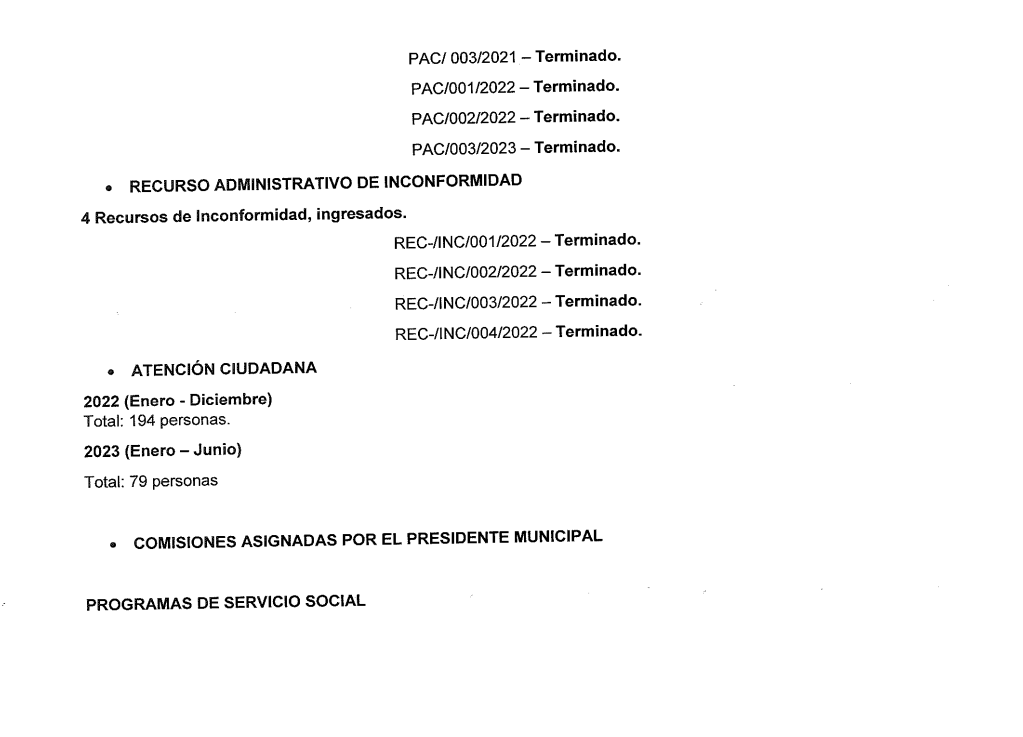 PAC/ 003/2021 – Terminado.
PAC/001/2022 – Terminado.
PAC/002/2022 – Terminado.
PAC/003/2023 – Terminado.
• RECURSO ADMINISTRATIVO DE INCONFORMIDAD
4 Recursos de Inconformidad, ingresados.
REC-/INC/001/2022 – Terminado.
REC-/INC/002/2022 – Terminado.
REC-/INC/003/2022 – Terminado.
REC-/INC/004/2022 – Terminado.
• ATENCIÓN CIUDADANA
2022 (Enero - Diciembre)
Total: 194 personas.
2023 (Enero – Junio)
Total: 79 personas
• COMISIONES ASIGNADAS POR EL PRESIDENTE MUNICIPAL
PROGRAMAS DE SERVICIO SOCIAL